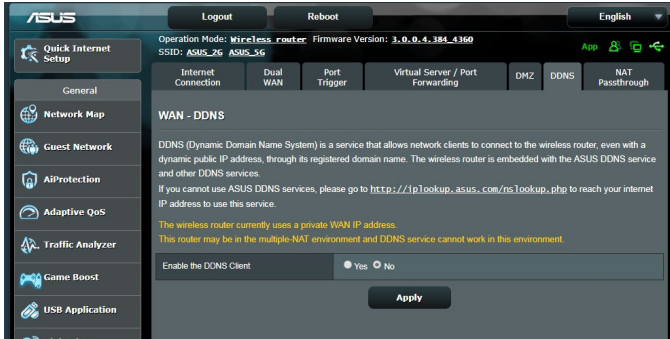 ASUS
Logout
Reboot
English
Operation Mode: Wireless router Firmware Version: 3.0.0.4.384_4360
SSID: ASUS_2G ASUS_5G
App
Quick Internet
Setup
General
Network Map
Guest Network
AiProtection
Adaptive QoS
Traffic Analyzer
Game Boost
USB Application
Internet
Connection
Dual
WAN
Port
Trigger
Virtual Server / Port
Forwarding
DMZ
DDNS
NAT
Passthrough
WAN - DDNS
DDNS (Dynamic Domain Name System) is a service that allows network clients to connect to the wireless router, even with a
dynamic public IP address, through its registered domain name. The wireless router is embedded with the ASUS DDNS service
and other DDNS services.
If you cannot use ASUS DDNS services, please go to http://iplookup.asus.com/nslookup.php to reach your internet
IP address to use this service.
The wireless router currently uses a private WAN IP address.
This router may be in the multiple-NAT environment and DDNS service cannot work in this environment.
Enable the DDNS Client
Yes
No
Apply